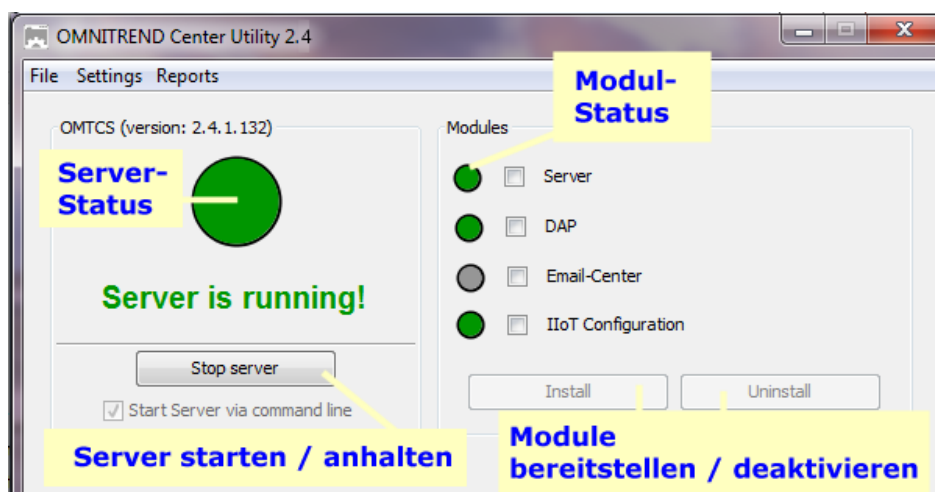 OMNITREND Center Utility 2.4
File Settings Reports
Modul-
Status
OMTCS (version: 2.4.1.132)
Server-
Status
Server is running!
Stop server
Start Server via command line
Server starten / anhalten
Modules
Server
DAP
Email-Center
IIoT Configuration
Install Uninstall
Module
bereitstellen / deaktivieren